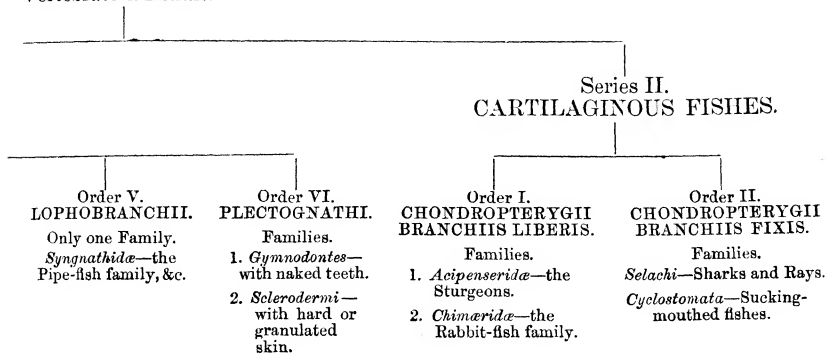 Series II.
CARTILAGINOUS FISHES.
Order V.
LOPHOBRANCHII.
Only one Family.
Syngnathidæ—the
Pipe-fish family, &c.
Order VI.
PLECTOGNATHI.
Families.
1. Gymnodontes—
with naked teeth.
2. Sclerodermi—
with hard or
granulated
skin.
Order I.
CHONDROPTERYGII
BRANCHIIS LIBERIS.
Families.
1. Acipenseridæ—the
Sturgeons.
2. Chimæridæ—the
Rabbit-fish family.
Order II.
CHONDROPTERYGII
BRANCHIIS FIXIS.
Families.
Selachi—Sharks and Rays.
Cyclostomata—Sucking-
mouthed fishes.